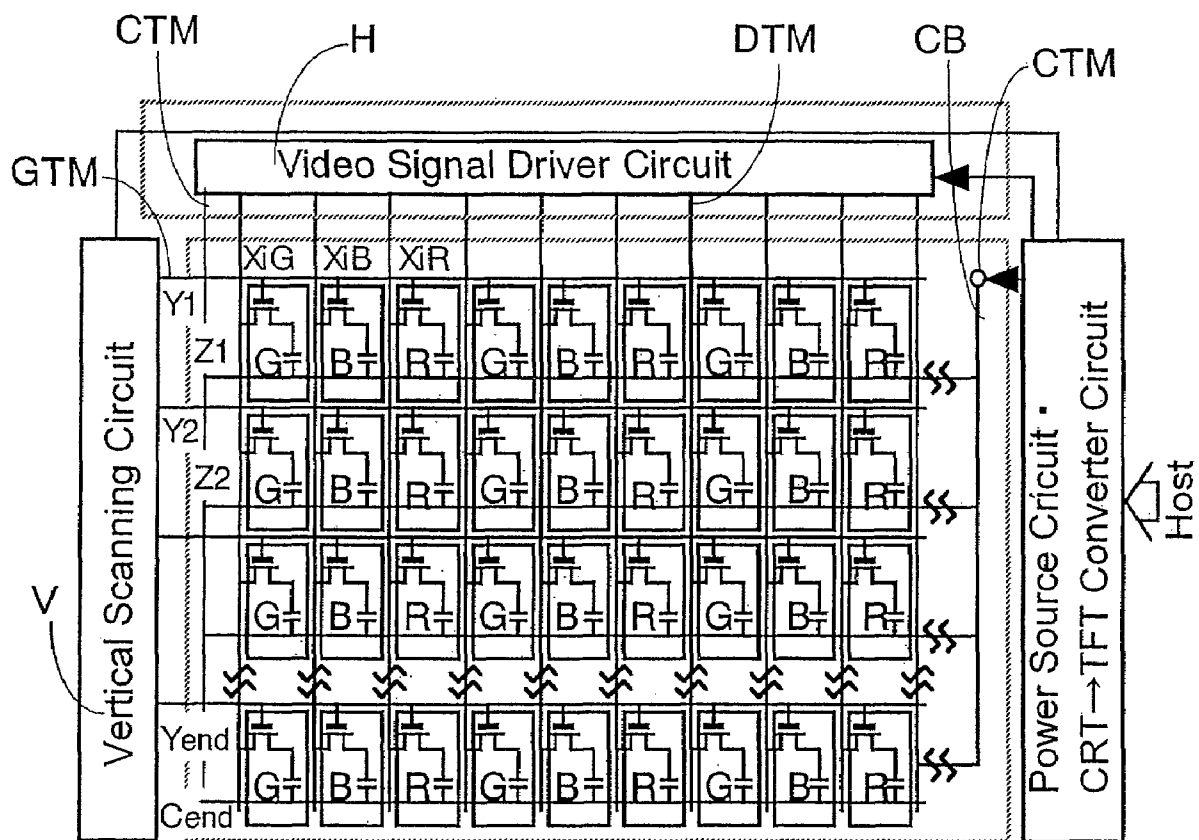 CTM H DTM CB CTM
GTM
Video Signal Driver Circuit
XiG XiB XiR
Y1
Z1 G B R G B R G B R
Y2
Z2 G B R G B R G B R
G B R G B R G B R
Yend
G B R G B R G B R
Cend
V
Vertical Scanning Circuit
Power Source Cricuit ·
CRT→TFT Converter Circuit
Host